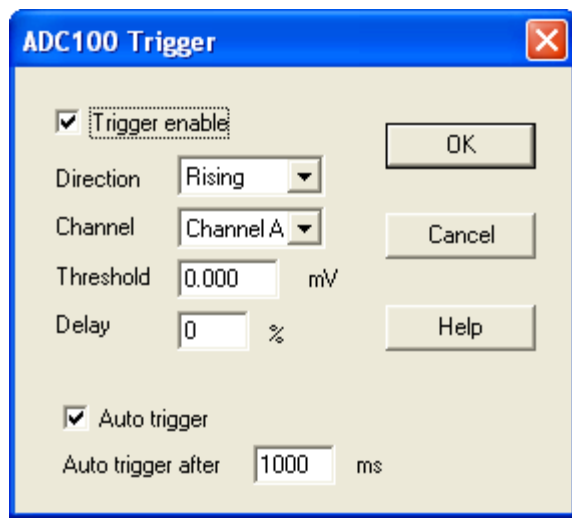 ADC100 Trigger
Trigger enable
OK
Direction Rising
Channel Channel A
Cancel
Threshold 0.000 mV
Delay 0 %
Help
Auto trigger
Auto trigger after 1000 ms